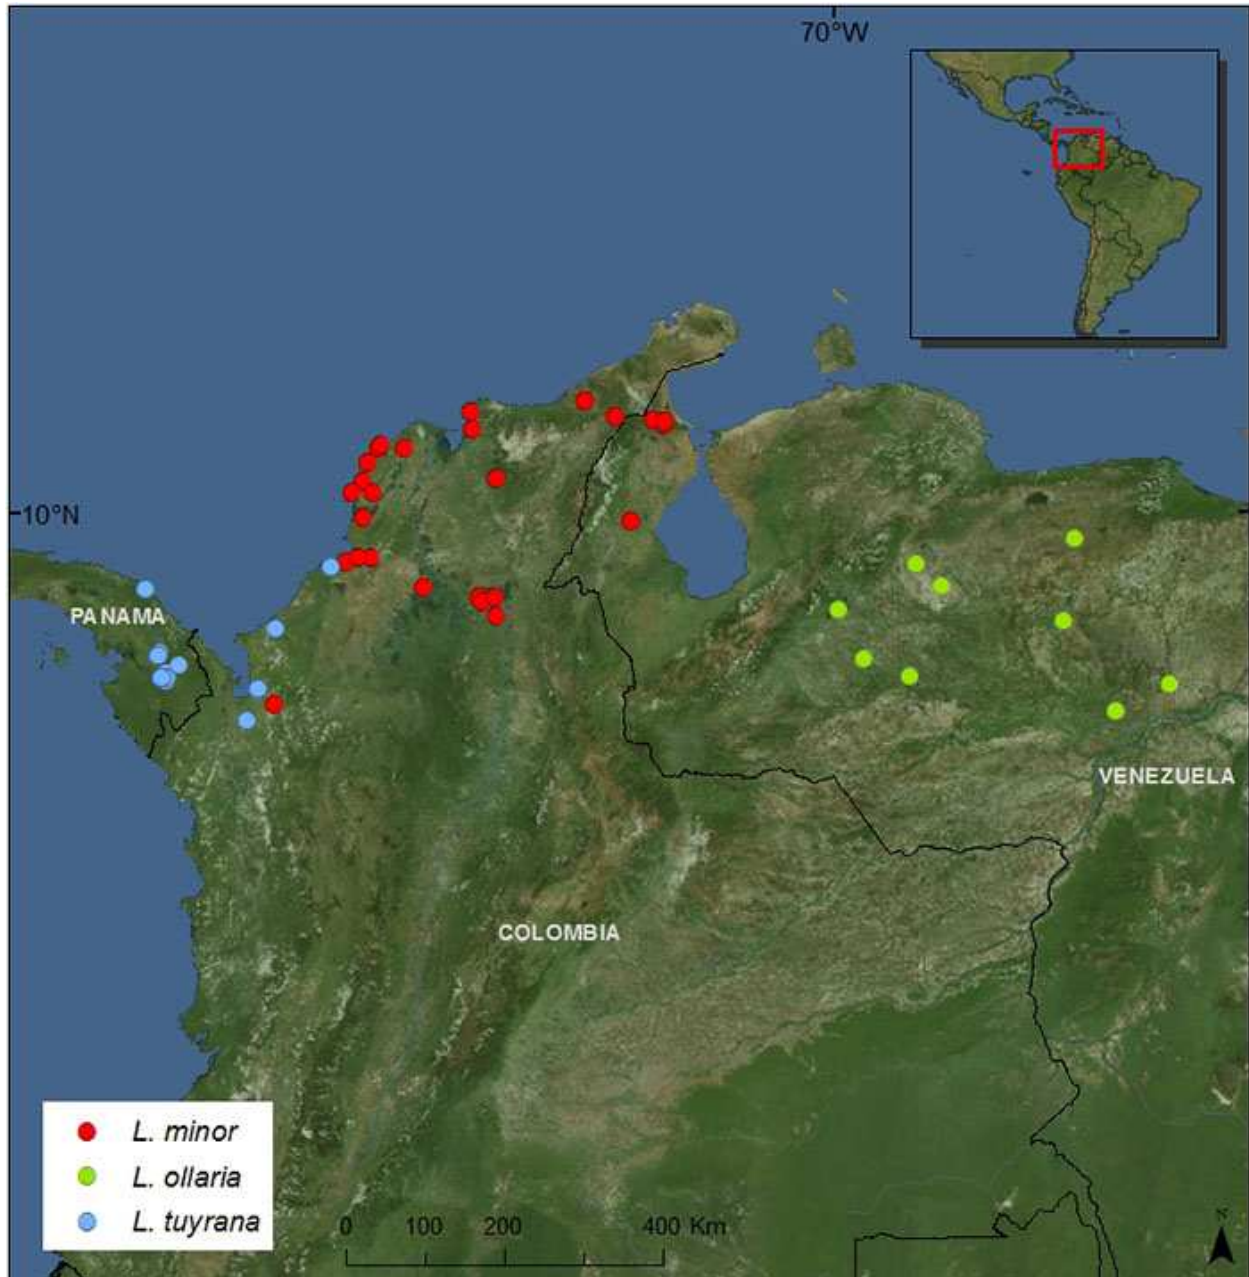 70°W
10°N
PANAMA
VENEZUELA
COLOMBIA
L. minor
L. ollaria
L. tuyrana
0 100 200 400 Km
N